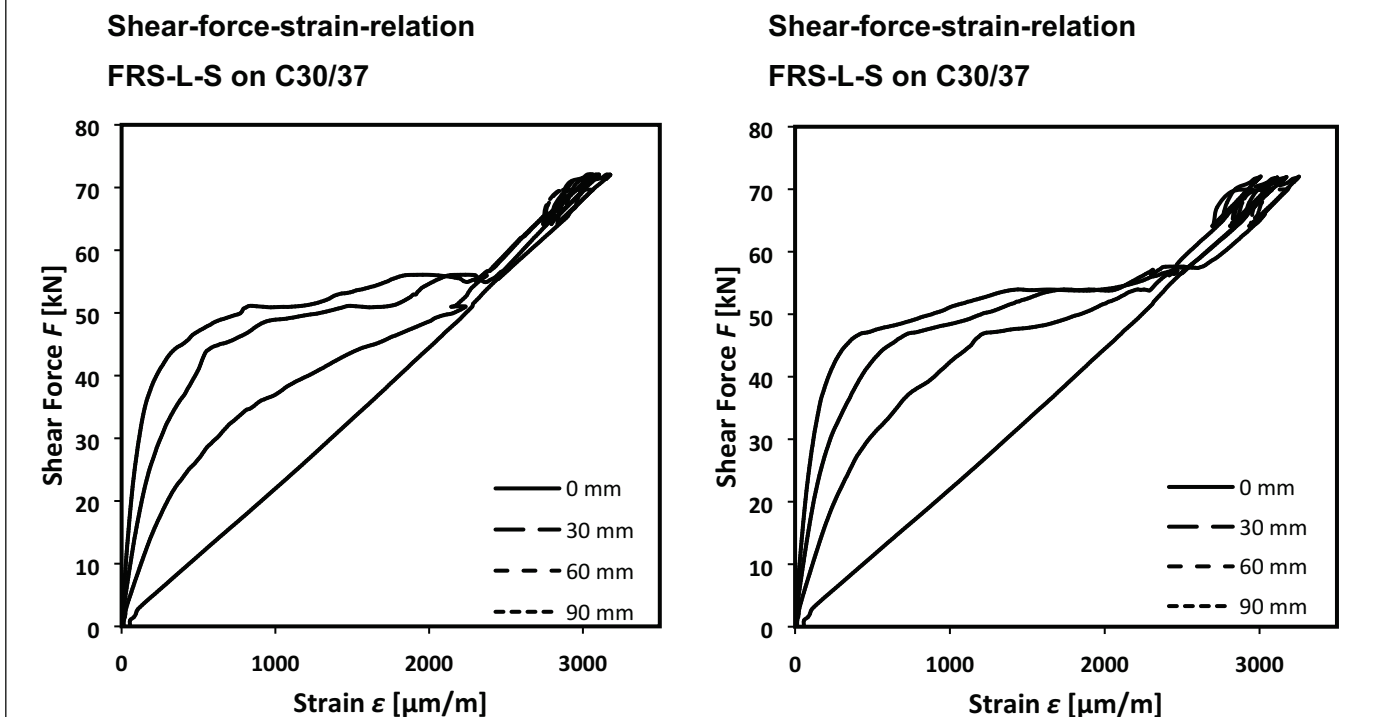 Shear-force-strain-relation
FRS-L-S on C30/37
80
70
60
50
40
30
20
10
0
Shear Force F [kN]
0 mm
30 mm
60 mm
90 mm
0 1000 2000 3000
Strain ε [µm/m]
Shear-force-strain-relation
FRS-L-S on C30/37
80
70
60
50
40
30
20
10
0
Shear Force F [kN]
0 mm
30 mm
60 mm
90 mm
0 1000 2000 3000
Strain ε [µm/m]